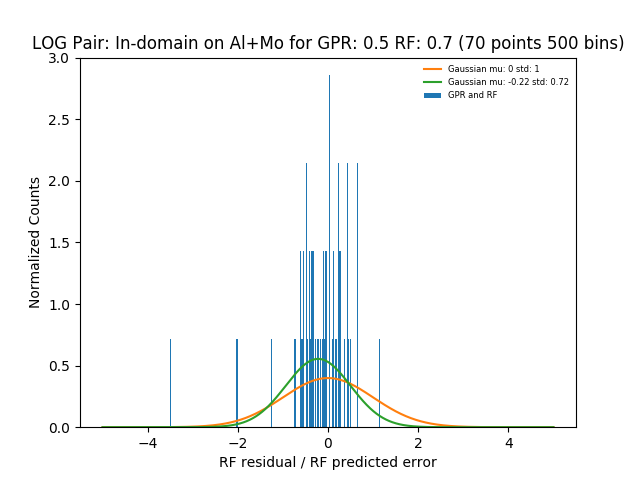 LOG Pair: In-domain on Al+Mo for GPR: 0.5 RF: 0.7 (70 points 500 bins)
Gaussian mu: 0 std: 1
Gaussian mu: -0.22 std: 0.72
GPR and RF
Normalized Counts
3.0
2.5
2.0
1.5
1.0
0.5
0.0
−4 −2 0 2 4
RF residual / RF predicted error